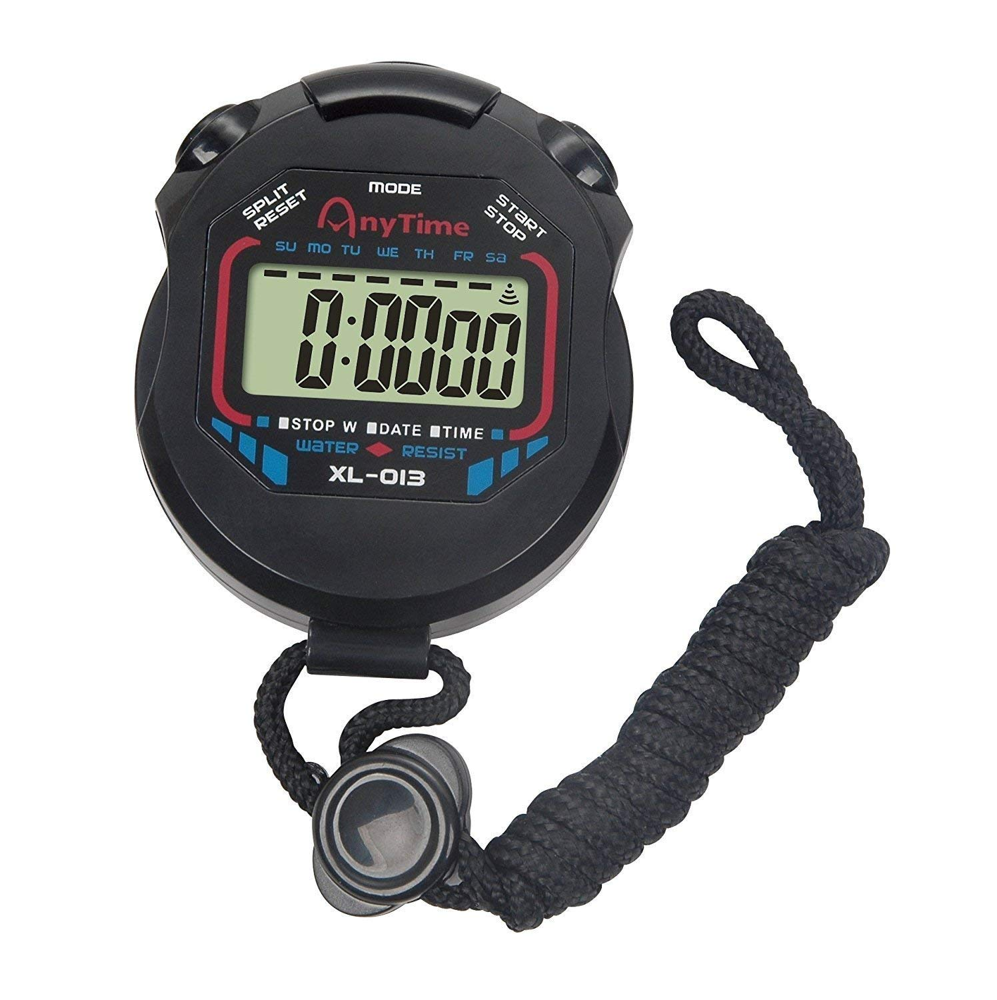 MODE
SPLIT
RESET
START
STOP
AnyTime
SU MO TU WE TH FR SA
0:0000
STOP W DATE TIME
WATER RESIST
XL-013